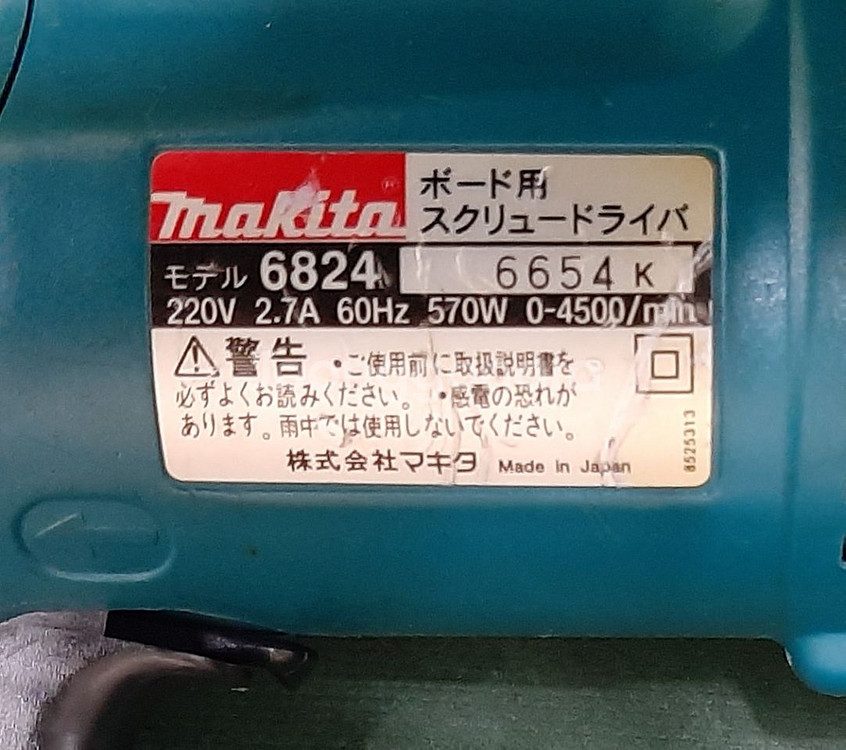 makita®
ボード用
スクリュードライバ
モデル 6824 6654 K
220V 2.7A 60Hz 570W 0-4500/min
⚠警告 •ご使用前に取扱説明書を
必ずよくお読みください。•感電の恐れが
あります。雨中では使用しないでください。
株式会社マキタ Made in Japan
8525313